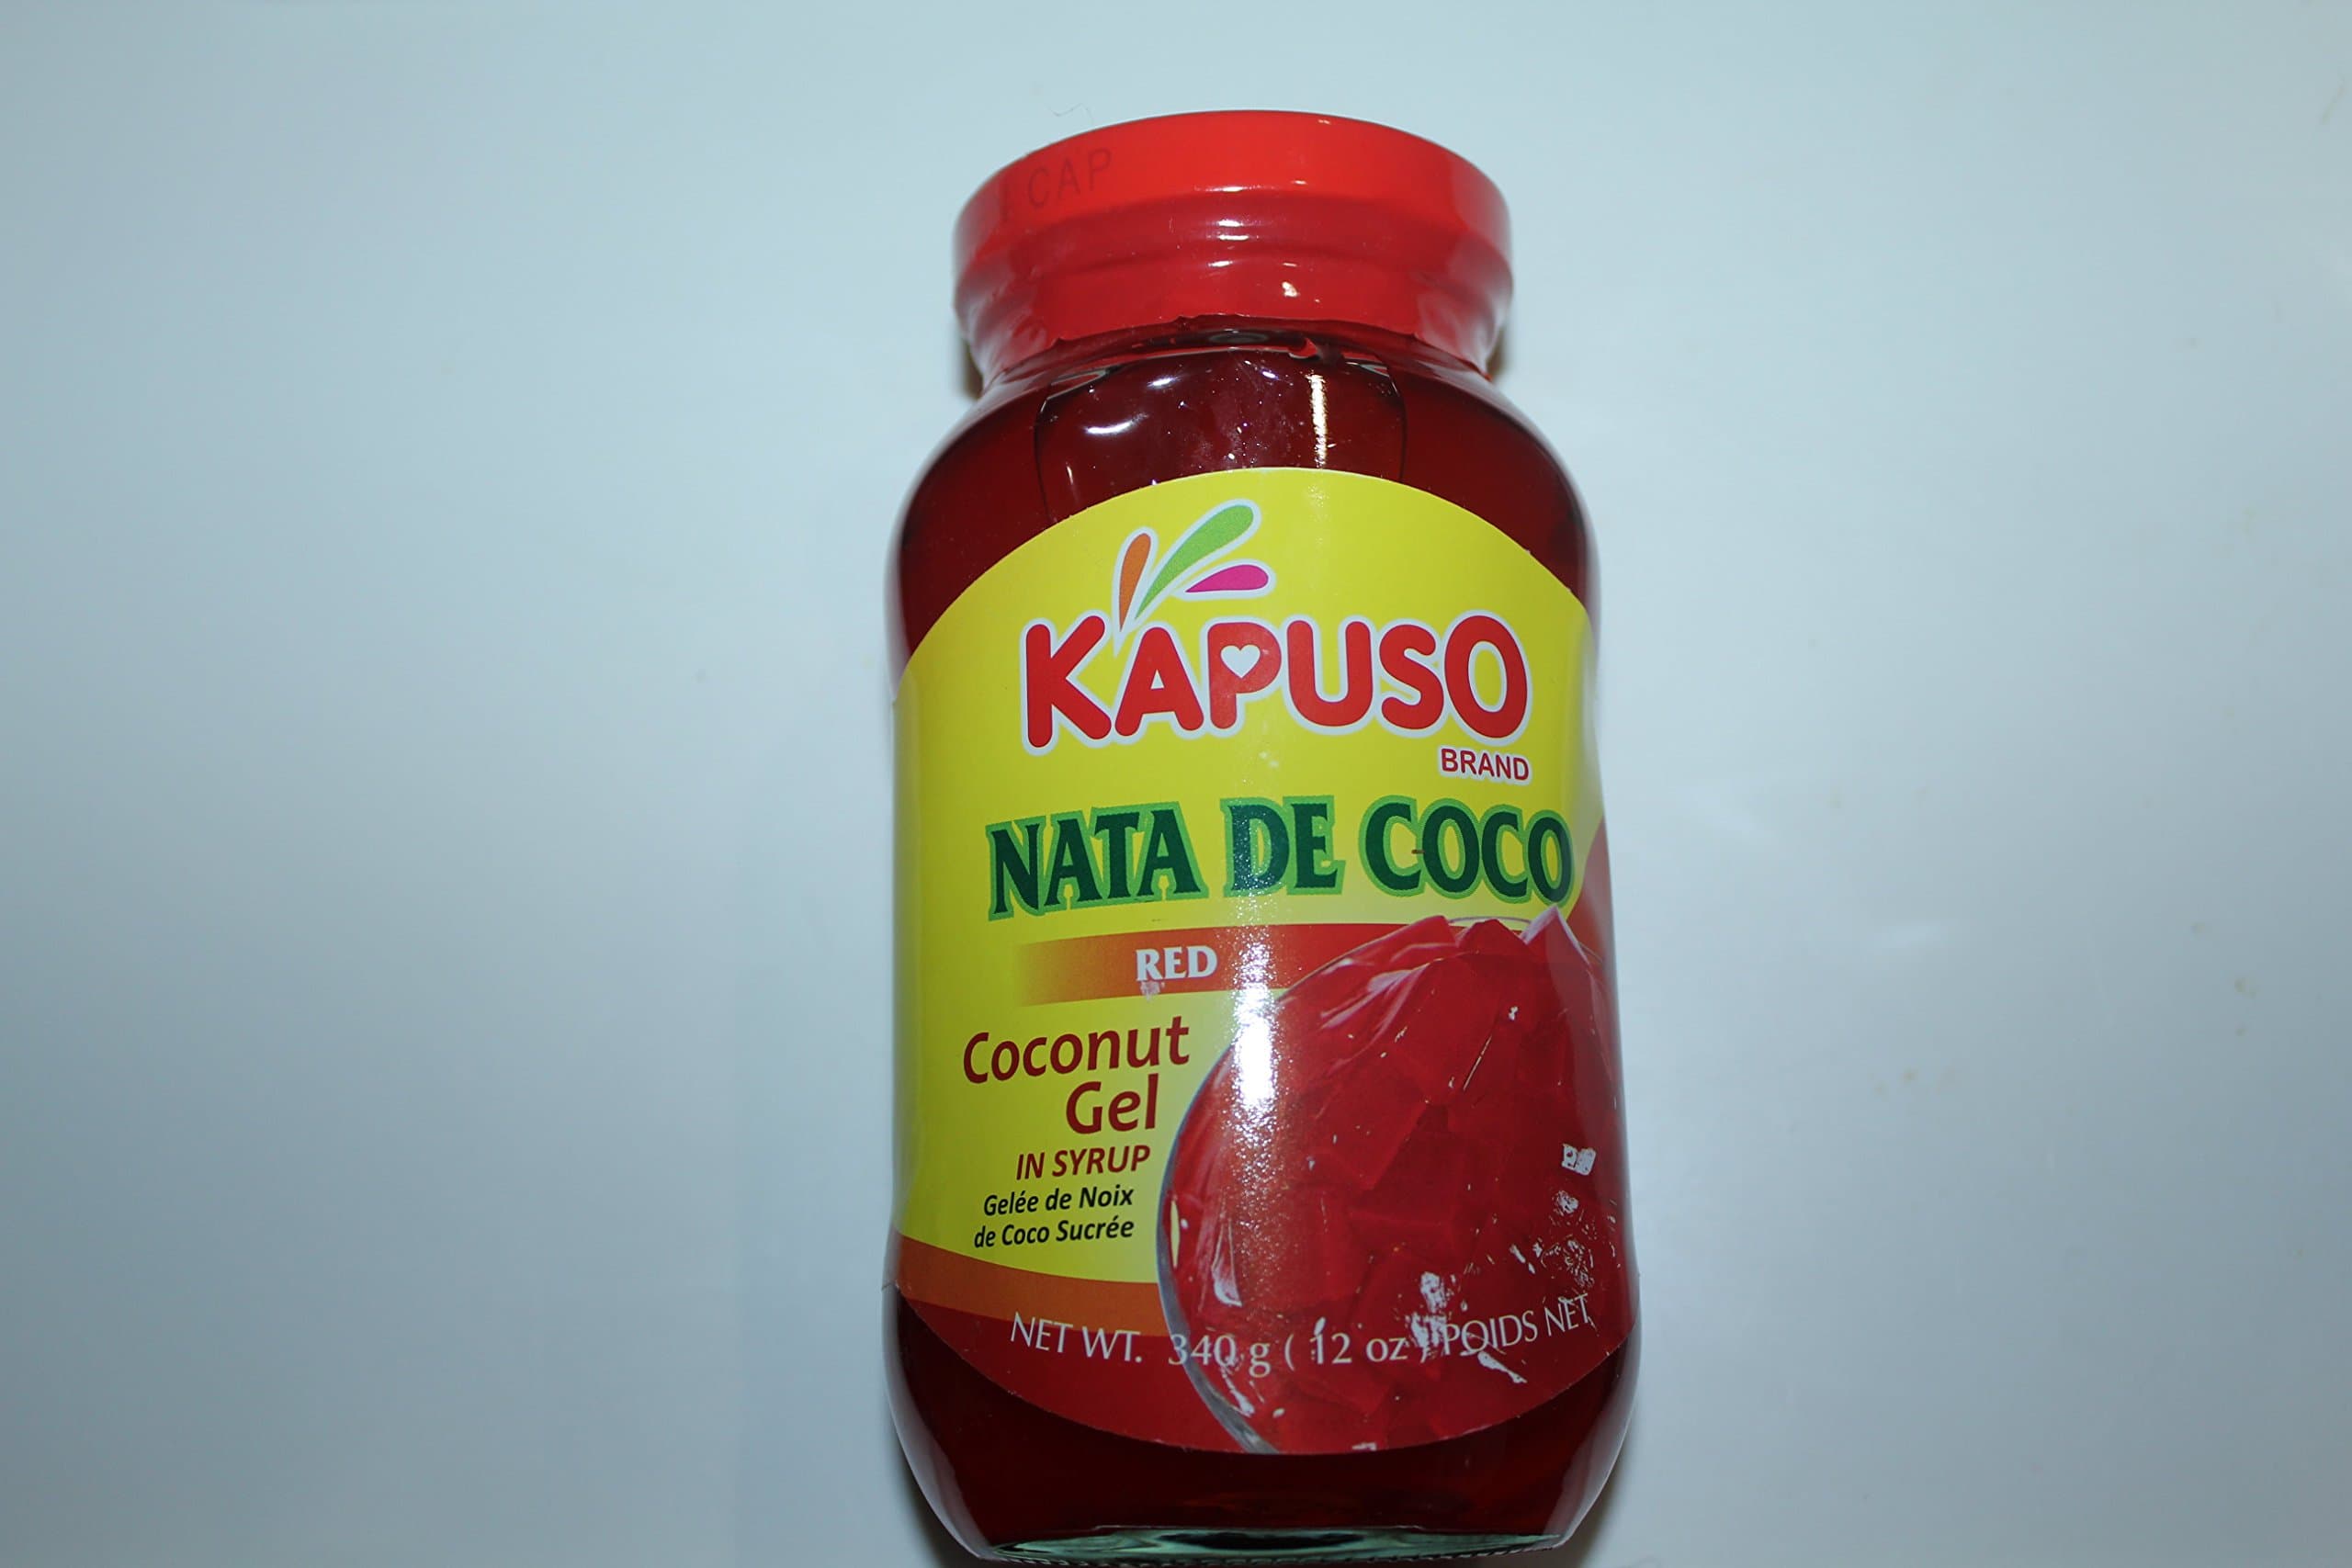 CAP
KAPUSO
BRAND
NATA DE COCO
RED
Coconut
Gel
IN SYRUP
Gelée de Noix
de Coco Sucrée
NET WT. 340 g ( 12 oz ) POIDS NET